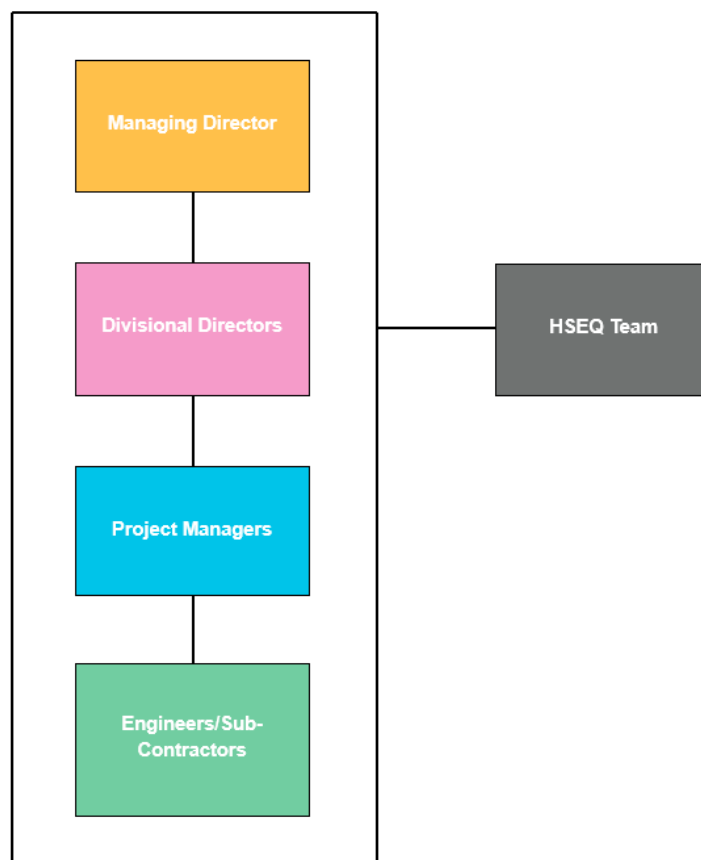 Managing Director
Divisional Directors
HSEQ Team
Project Managers
Engineers/Sub-
Contractors